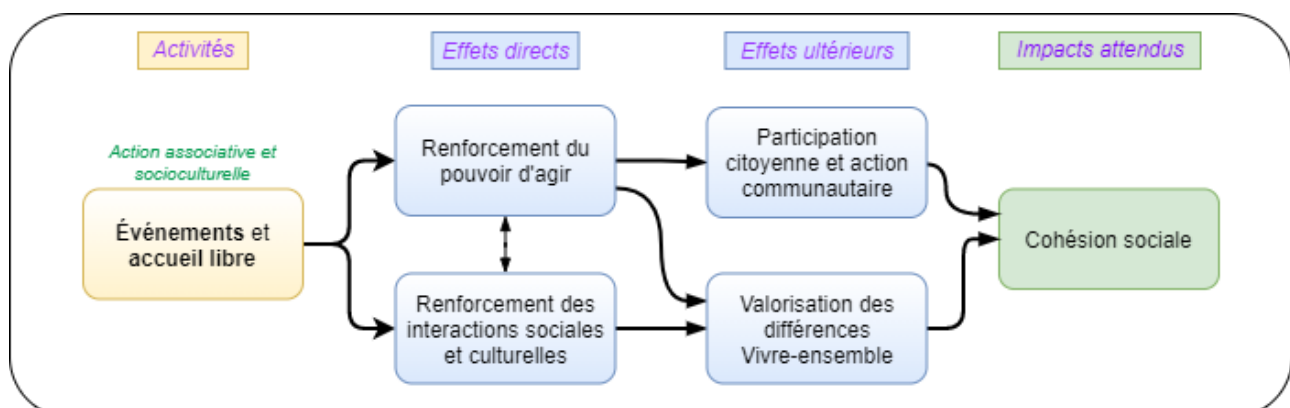 Activités
Effets directs
Effets ultérieurs
Impacts attendus
Action associative et
socioculturelle
Événements et
accueil libre
Renforcement du
pouvoir d'agir
Renforcement des
interactions sociales
et culturelles
Participation
citoyenne et action
communautaire
Valorisation des
différences
Vivre-ensemble
Cohésion sociale